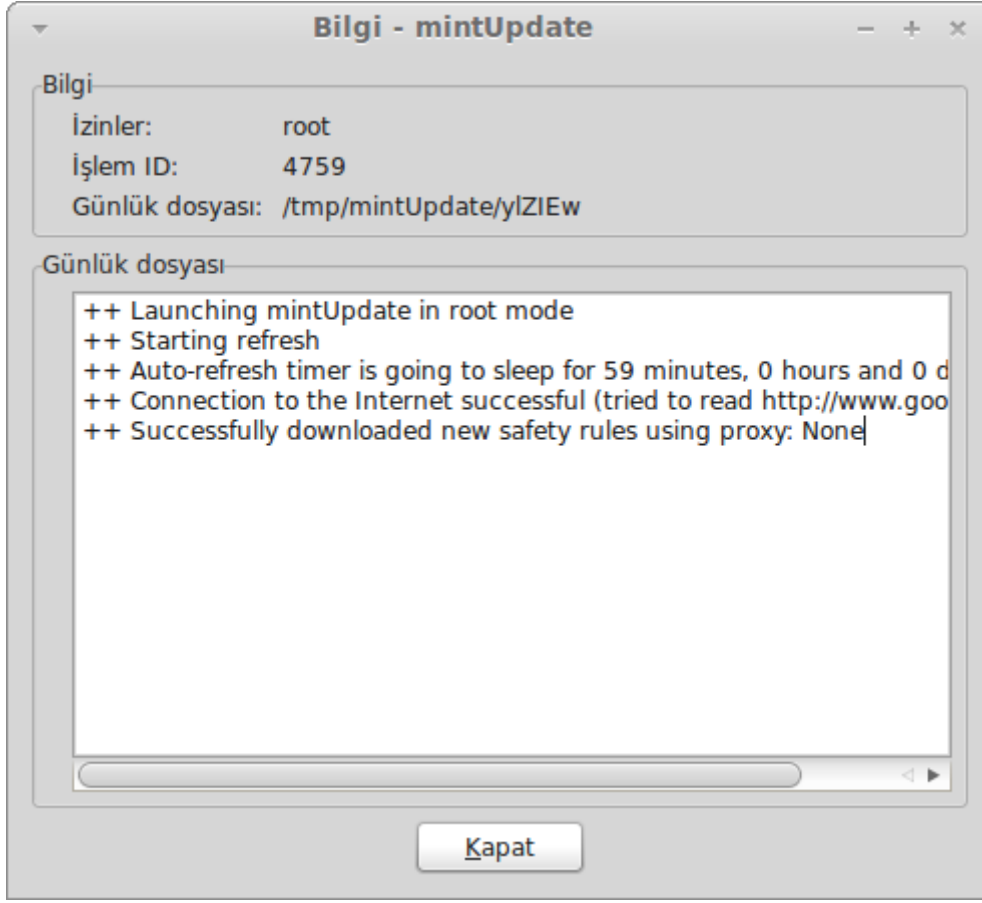 Bilgi - mintUpdate
Bilgi
İzinler: root
İşlem ID: 4759
Günlük dosyası: /tmp/mintUpdate/ylZIEw
Günlük dosyası
++ Launching mintUpdate in root mode
++ Starting refresh
++ Auto-refresh timer is going to sleep for 59 minutes, 0 hours and 0 d
++ Connection to the Internet successful (tried to read http://www.goo
++ Successfully downloaded new safety rules using proxy: None
Kapat